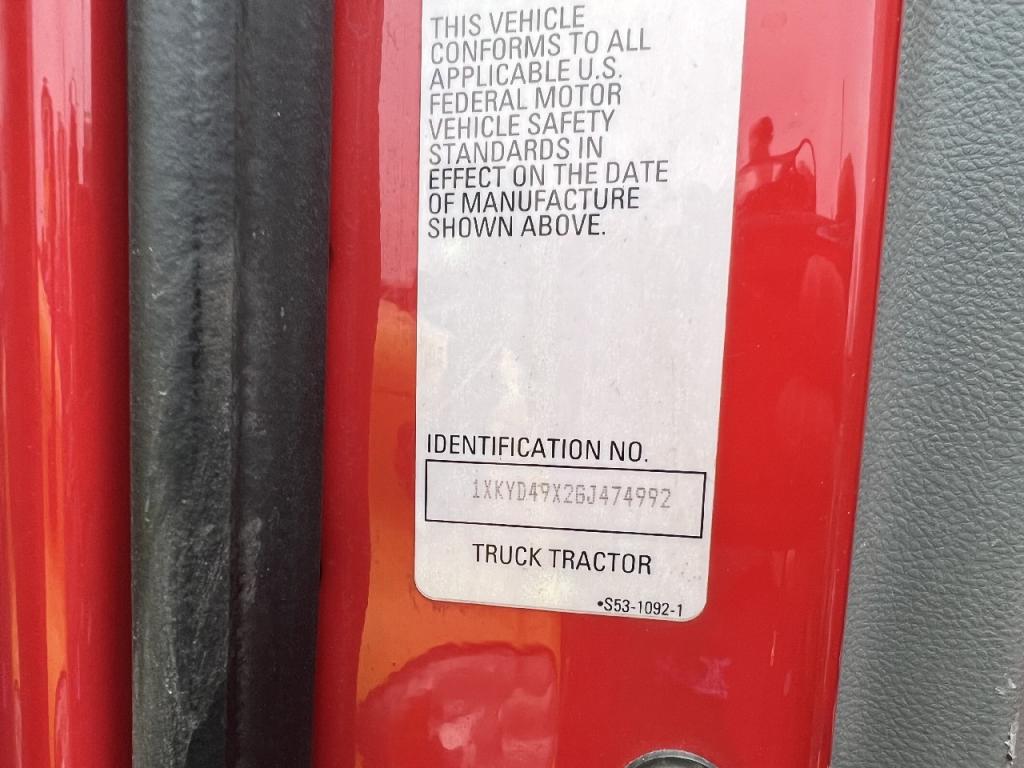 THIS VEHICLE
CONFORMS TO ALL
APPLICABLE U.S.
FEDERAL MOTOR
VEHICLE SAFETY
STANDARDS IN
EFFECT ON THE DATE
OF MANUFACTURE
SHOWN ABOVE.
IDENTIFICATION NO.
1XKYD49X2GJ474992
TRUCK TRACTOR
•S53-1092-1